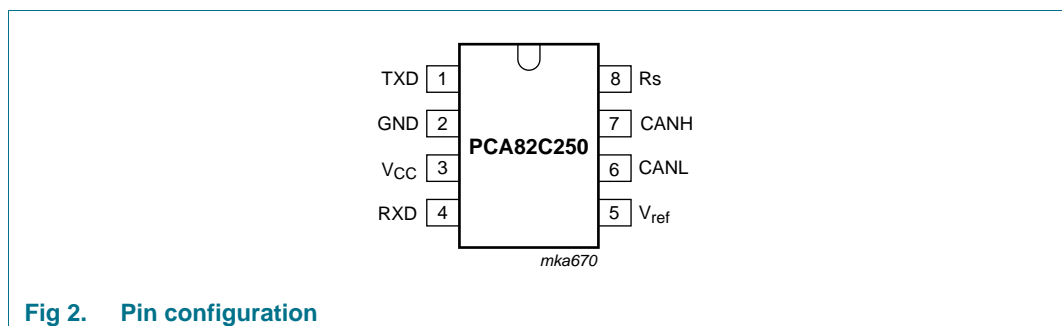 TXD 1 8 Rs
GND 2 7 CANH
PCA82C250
VCC 3 6 CANL
RXD 4 5 Vref
mka670
Fig 2. Pin configuration